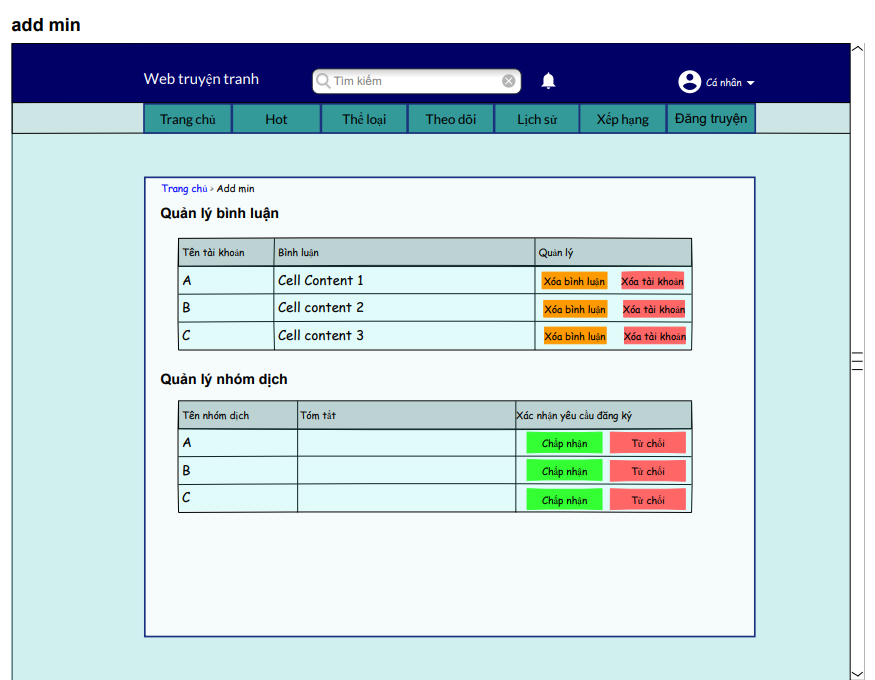 add min
Web truyện tranh
Tìm kiếm
Cá nhân
Trang chủ Hot Thể loại Theo dõi Lịch sử Xếp hạng Đăng truyện
Trang chủ > Add min
Quản lý bình luận
Tên tài khoản Bình luận Quản lý
A Cell Content 1 Xóa bình luận Xóa tài khoản
B Cell content 2 Xóa bình luận Xóa tài khoản
C Cell content 3 Xóa bình luận Xóa tài khoản
Quản lý nhóm dịch
Tên nhóm dịch Tóm tắt Xác nhận yêu cầu đăng ký
A Chấp nhận Từ chối
B Chấp nhận Từ chối
C Chấp nhận Từ chối